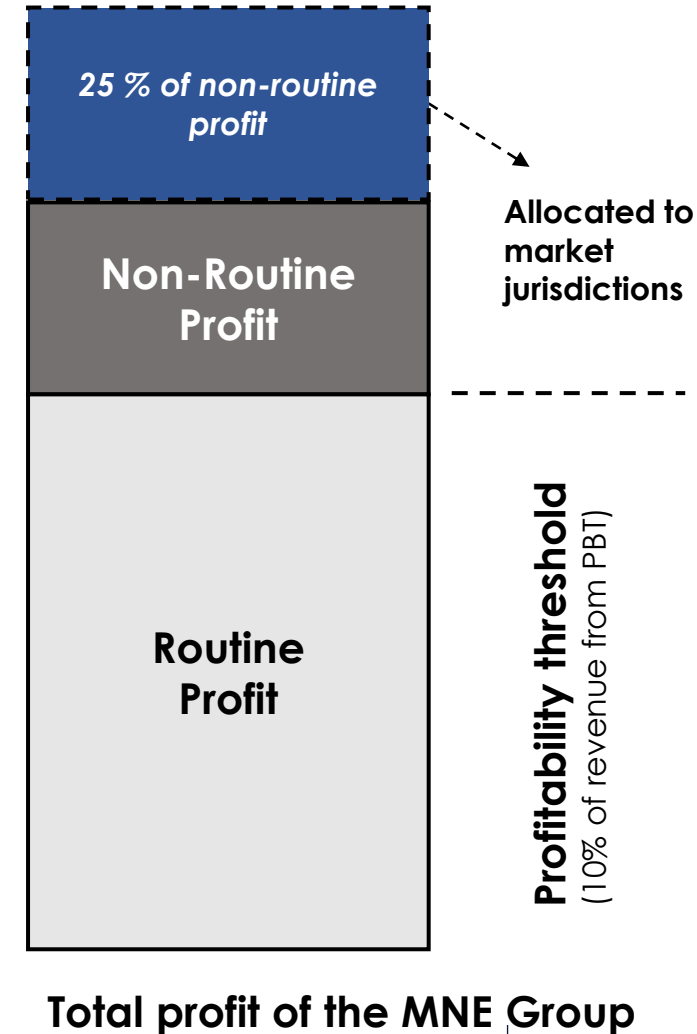 25 % of non-routine
profit
Allocated to
market
jurisdictions
Non-Routine
Profit
Routine
Profit
Profitability threshold
(10% of revenue from PBT)
Total profit of the MNE Group